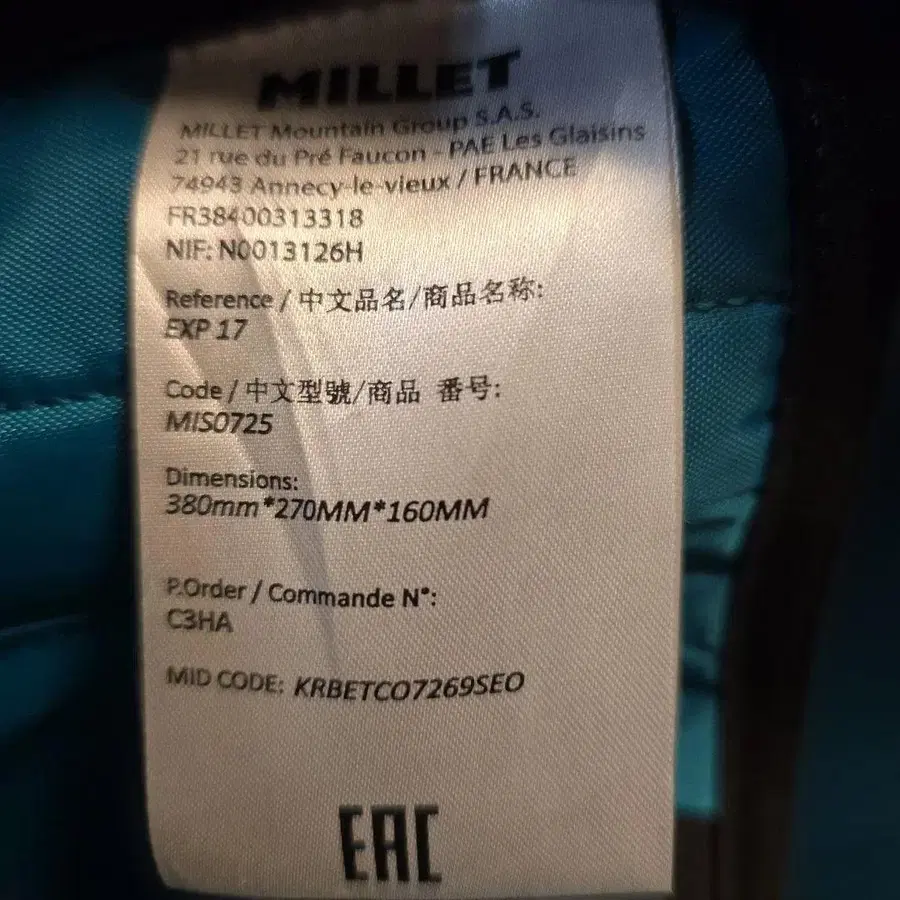 MILLET
MILLET Mountain Group S.A.S.
21 rue du Pré Faucon - PAE Les Glaisins
74943 Annecy-le-vieux / FRANCE
FR38400313318
NIF: N0013126H
Reference / 中文品名/商品名称:
EXP 17
Code / 中文型號/商品 番号:
MIS0725
Dimensions:
380mm*270MM*160MM
P.Order / Commande N°:
C3HA
MID CODE: KRBETCO7269SEO
EAC